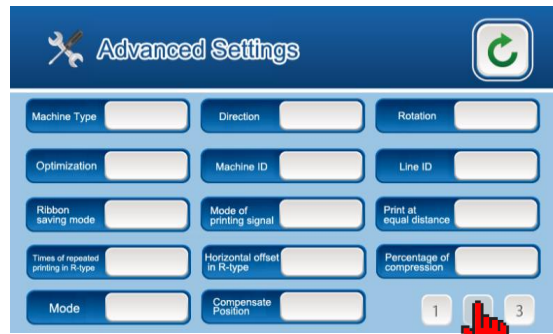 Advanced Settings
Machine Type
Direction
Rotation
Optimization
Machine ID
Line ID
Ribbon
saving mode
Mode of
printing signal
Print at
equal distance
Times of repeated
printing in R-type
Horizontal offset
in R-type
Percentage of
compression
Mode
Compensate
Position
1
3